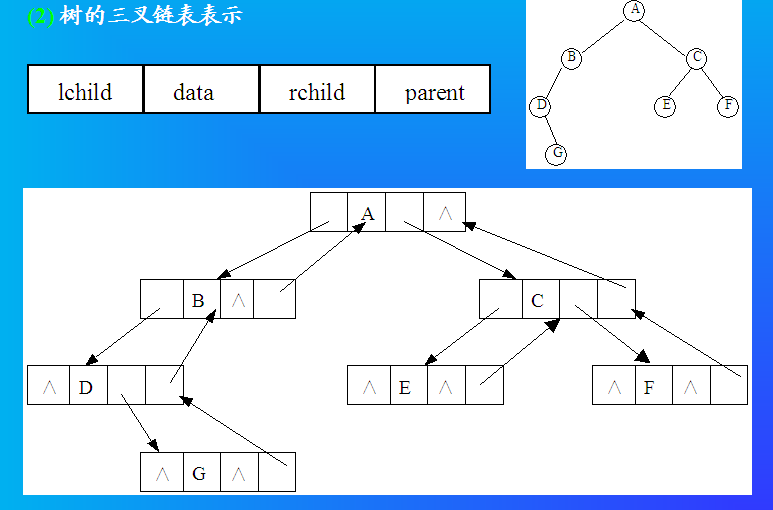 (2) 树的三叉链表表示
lchild data rchild parent
A
B C
D E F
G
A ∧
B ∧ C
∧ D ∧ E ∧ ∧ F ∧
∧ G ∧